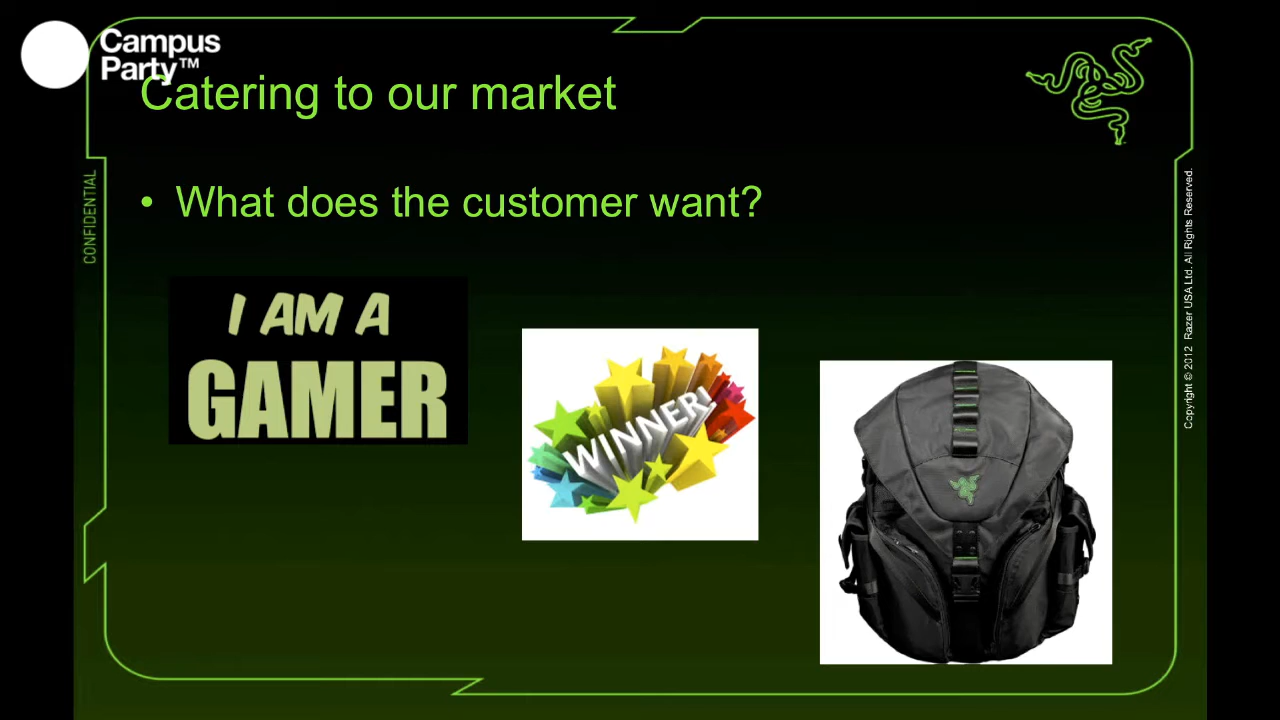 Campus
Party™
Catering to our market
• What does the customer want?
CONFIDENTIAL
Copyright © 2012 Razer USA Ltd. All Rights Reserved.
I AM A
GAMER
WINNER!